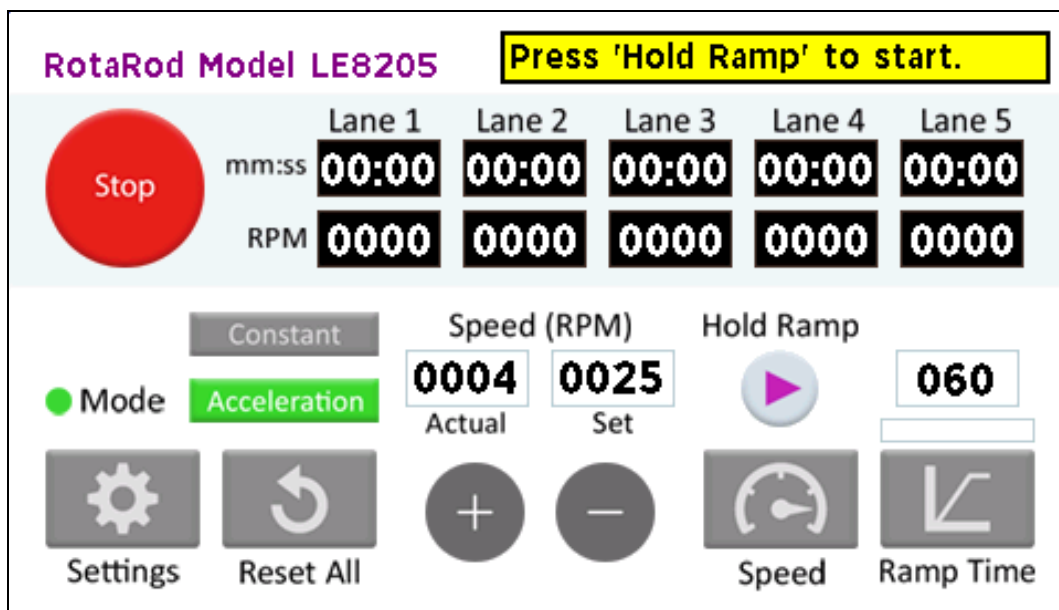 RotaRod Model LE8205
Press 'Hold Ramp' to start.
Lane 1 Lane 2 Lane 3 Lane 4 Lane 5
Stop
mm:ss 00:00 00:00 00:00 00:00 00:00
RPM 0000 0000 0000 0000 0000
Constant Speed (RPM) Hold Ramp
Mode Acceleration 0004 0025 060
Actual Set
Settings Reset All Speed Ramp Time